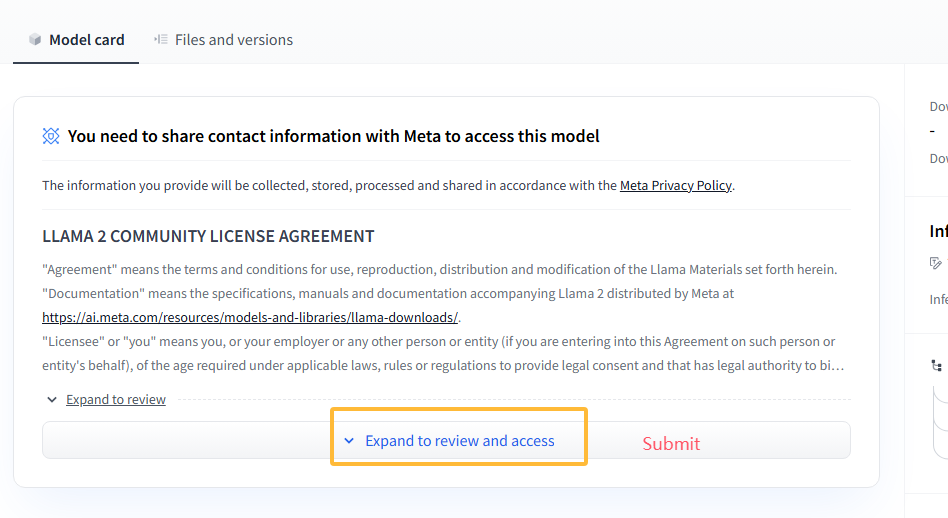 Model card
Files and versions
You need to share contact information with Meta to access this model
The information you provide will be collected, stored, processed and shared in accordance with the Meta Privacy Policy.
LLAMA 2 COMMUNITY LICENSE AGREEMENT
"Agreement" means the terms and conditions for use, reproduction, distribution and modification of the Llama Materials set forth herein.
"Documentation" means the specifications, manuals and documentation accompanying Llama 2 distributed by Meta at
https://ai.meta.com/resources/models-and-libraries/llama-downloads/.
"Licensee" or "you" means you, or your employer or any other person or entity (if you are entering into this Agreement on such person or
entity's behalf), of the age required under applicable laws, rules or regulations to provide legal consent and that has legal authority to bi…
Expand to review
Expand to review and access
Submit
Dow
-
Dow
Inf
Infe